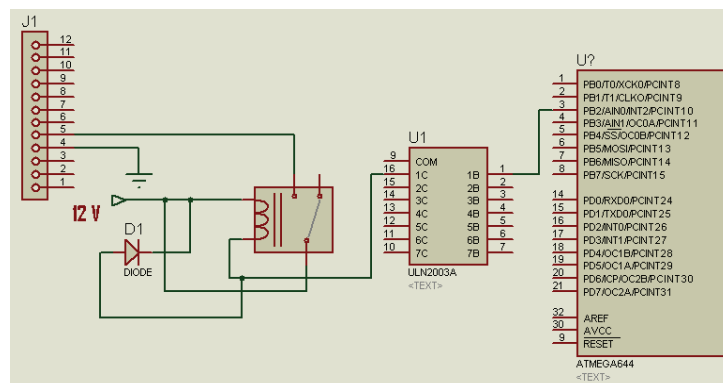 J1
12
11
10
9
8
7
6
5
4
3
2
1
12 V
D1
DIODE
U1
9 COM
16 1C 1B 1
15 2C 2B 2
14 3C 3B 3
13 4C 4B 4
12 5C 5B 5
11 6C 6B 6
10 7C 7B 7
ULN2003A
<TEXT>
U?
1 PB0/T0/XCK0/PCINT8
2 PB1/T1/CLKO/PCINT9
3 PB2/AIN0/INT2/PCINT10
4 PB3/AIN1/OC0A/PCINT11
5 PB4/SS/OC0B/PCINT12
6 PB5/MOSI/PCINT13
7 PB6/MISO/PCINT14
8 PB7/SCK/PCINT15
14 PD0/RXD0/PCINT24
15 PD1/TXD0/PCINT25
16 PD2/INT0/PCINT26
17 PD3/INT1/PCINT27
18 PD4/OC1B/PCINT28
19 PD5/OC1A/PCINT29
20 PD6/ICP/OC2B/PCINT30
21 PD7/OC2A/PCINT31
32 AREF
30 AVCC
9 RESET
ATMEGA644
<TEXT>